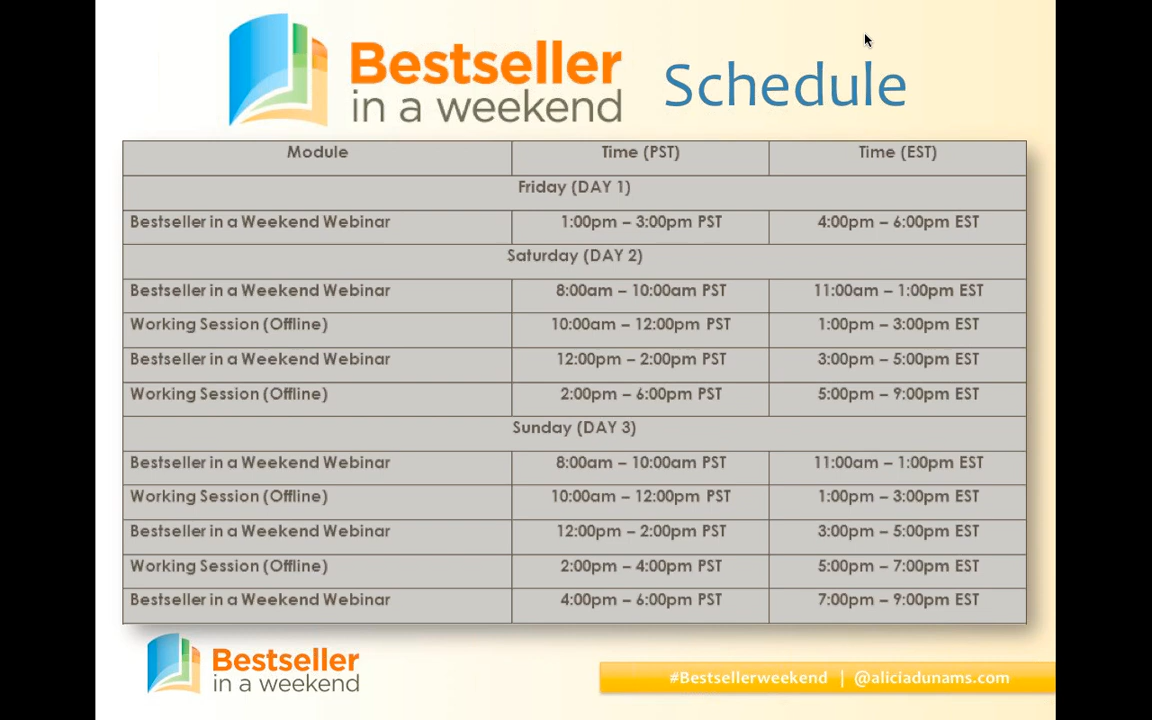 Bestseller
in a weekend
Schedule
Module Time (PST) Time (EST)
Friday (DAY 1)
Bestseller in a Weekend Webinar 1:00pm – 3:00pm PST 4:00pm – 6:00pm EST
Saturday (DAY 2)
Bestseller in a Weekend Webinar 8:00am – 10:00am PST 11:00am – 1:00pm EST
Working Session (Offline) 10:00am – 12:00pm PST 1:00pm – 3:00pm EST
Bestseller in a Weekend Webinar 12:00pm – 2:00pm PST 3:00pm – 5:00pm EST
Working Session (Offline) 2:00pm – 6:00pm PST 5:00pm – 9:00pm EST
Sunday (DAY 3)
Bestseller in a Weekend Webinar 8:00am – 10:00am PST 11:00am – 1:00pm EST
Working Session (Offline) 10:00am – 12:00pm PST 1:00pm – 3:00pm EST
Bestseller in a Weekend Webinar 12:00pm – 2:00pm PST 3:00pm – 5:00pm EST
Working Session (Offline) 2:00pm – 4:00pm PST 5:00pm – 7:00pm EST
Bestseller in a Weekend Webinar 4:00pm – 6:00pm PST 7:00pm – 9:00pm EST
Bestseller
in a weekend
#Bestsellerweekend | @aliciadunams.com